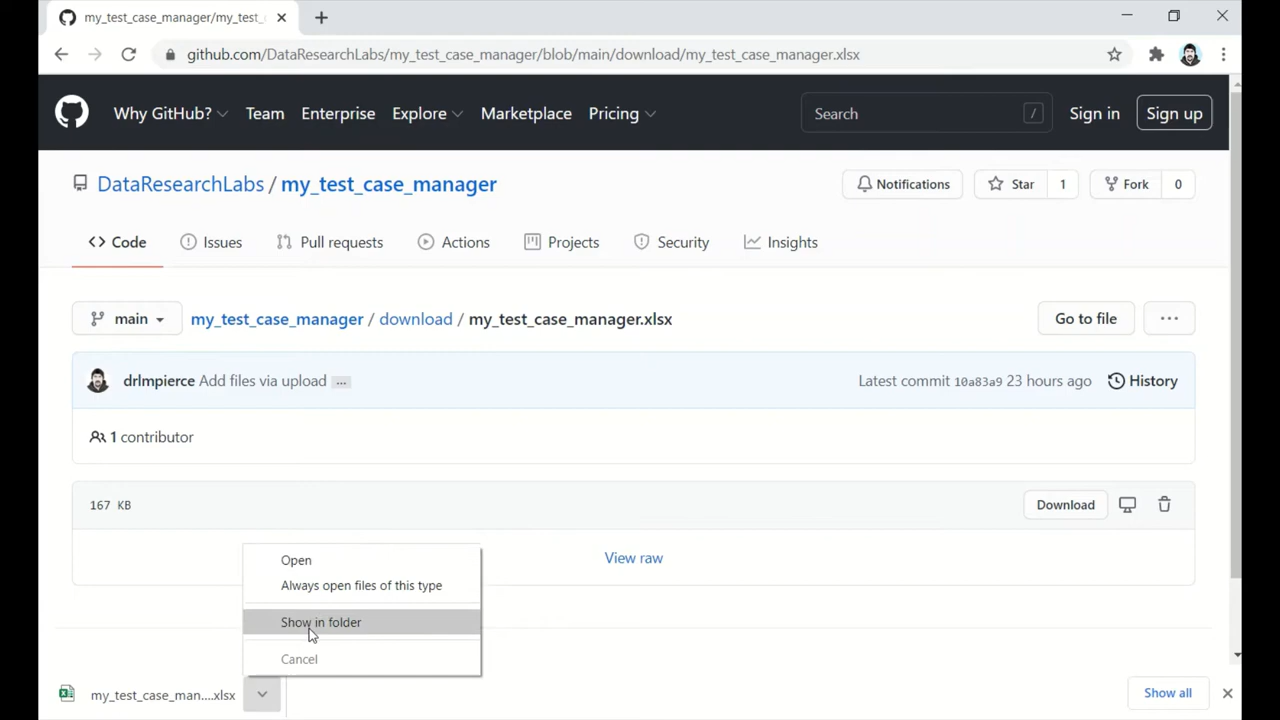 my_test_case_manager/my_test_
github.com/DataResearchLabs/my_test_case_manager/blob/main/download/my_test_case_manager.xlsx
Why GitHub? Team Enterprise Explore Marketplace Pricing Search / Sign in Sign up
DataResearchLabs / my_test_case_manager Notifications Star 1 Fork 0
Code Issues Pull requests Actions Projects Security Insights
main my_test_case_manager / download / my_test_case_manager.xlsx Go to file ...
drlmpierce Add files via upload ... Latest commit 10a83a9 23 hours ago History
1 contributor
167 KB Download
View raw
Open
Always open files of this type
Show in folder
Cancel
my_test_case_man....xlsx Show all